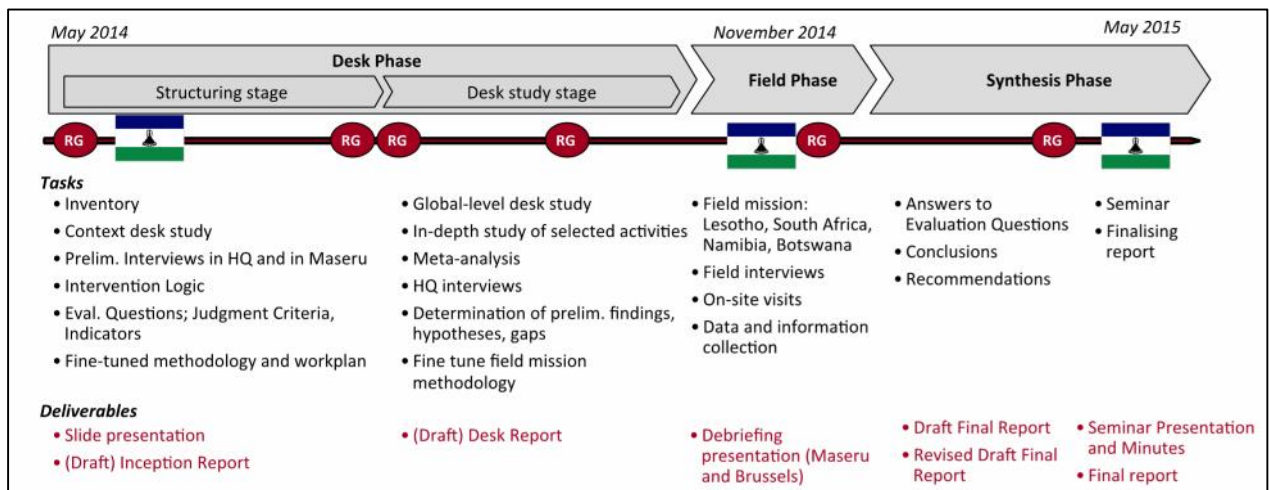 May 2014
November 2014
May 2015
Desk Phase
Field Phase
Synthesis Phase
Structuring stage
Desk study stage
RG
RG
RG
RG
RG
RG
Tasks
• Inventory
• Context desk study
• Prelim. Interviews in HQ and in Maseru
• Intervention Logic
• Eval. Questions; Judgment Criteria,
Indicators
• Fine-tuned methodology and workplan
• Global-level desk study
• In-depth study of selected activities
• Meta-analysis
• HQ interviews
• Determination of prelim. findings,
hypotheses, gaps
• Fine tune field mission
methodology
• Field mission:
Lesotho, South Africa,
Namibia, Botswana
• Field interviews
• On-site visits
• Data and information
collection
• Answers to
Evaluation Questions
• Conclusions
• Recommendations
• Seminar
• Finalising
report
Deliverables
• Slide presentation
• (Draft) Inception Report
• (Draft) Desk Report
• Debriefing
presentation (Maseru
and Brussels)
• Draft Final Report
• Revised Draft Final
Report
• Seminar Presentation
and Minutes
• Final report